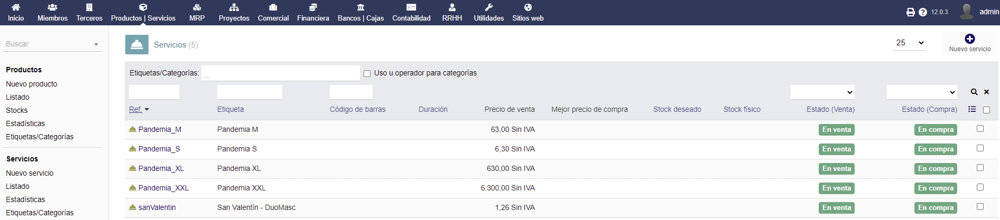 Inicio Miembros Terceros Productos | Servicios MRP Proyectos Comercial Financiera Bancos | Cajas Contabilidad RRHH Utilidades Sitios web 12.0.3 admin
Buscar
Productos
Nuevo producto
Listado
Stocks
Estadísticas
Etiquetas/Categorías
Servicios
Nuevo servicio
Listado
Estadísticas
Etiquetas/Categorías
Servicios (5) 25 Nuevo servicio
Etiquetas/Categorías: _ Uso u operador para categorías
Ref. Etiqueta Código de barras Duración Precio de venta Mejor precio de compra Stock deseado Stock físico Estado (Venta) Estado (Compra)
Pandemia_M Pandemia M 63,00 Sin IVA En venta En compra
Pandemia_S Pandemia S 6,30 Sin IVA En venta En compra
Pandemia_XL Pandemia XL 630,00 Sin IVA En venta En compra
Pandemia_XXL Pandemia XXL 6.300,00 Sin IVA En venta En compra
sanValentin San Valentín - DuoMasc 1,26 Sin IVA En venta En compra